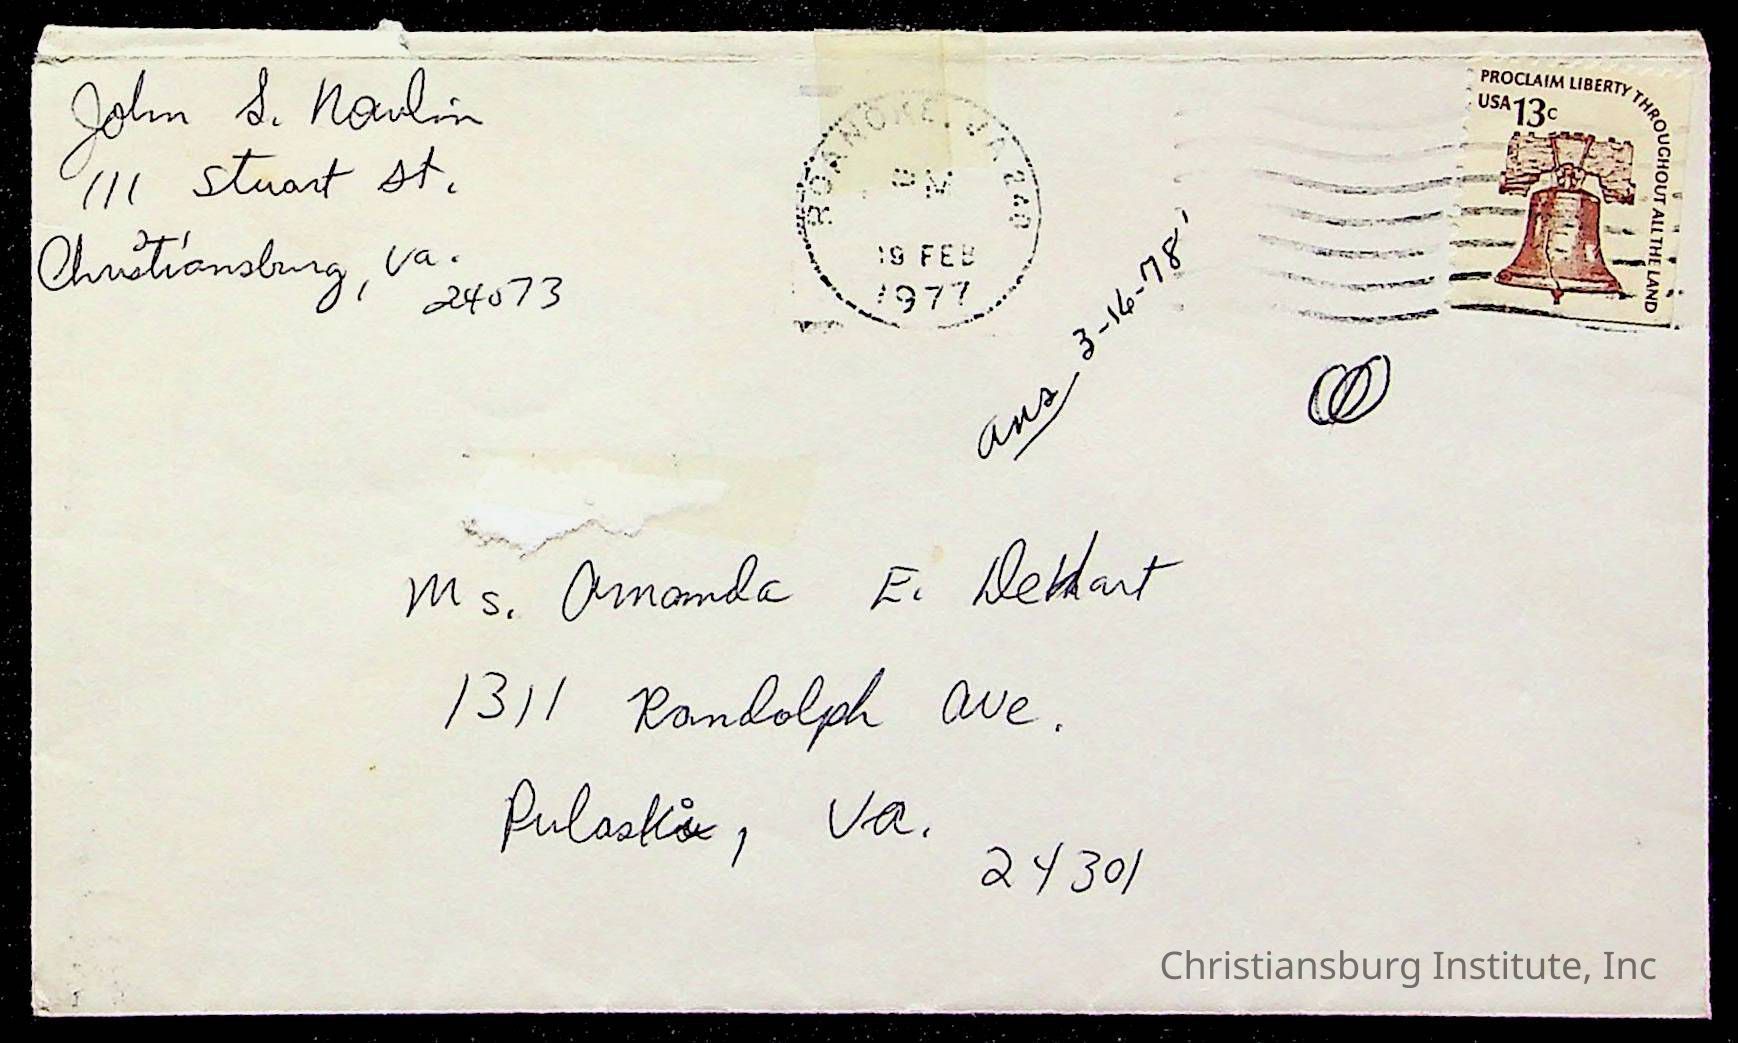 John S. Nowlin
111 Stuart St.
Christiansburg, Va.
24073
ROANOKE, VA 240
PM
19 FEB
1977
PROCLAIM LIBERTY THROUGHOUT ALL THE LAND
USA 13c
ans 3-14-78'
Ms. Amanda E. DeHart
1311 Randolph Ave.
Pulaski, Va.
24301
Christiansburg Institute, Inc